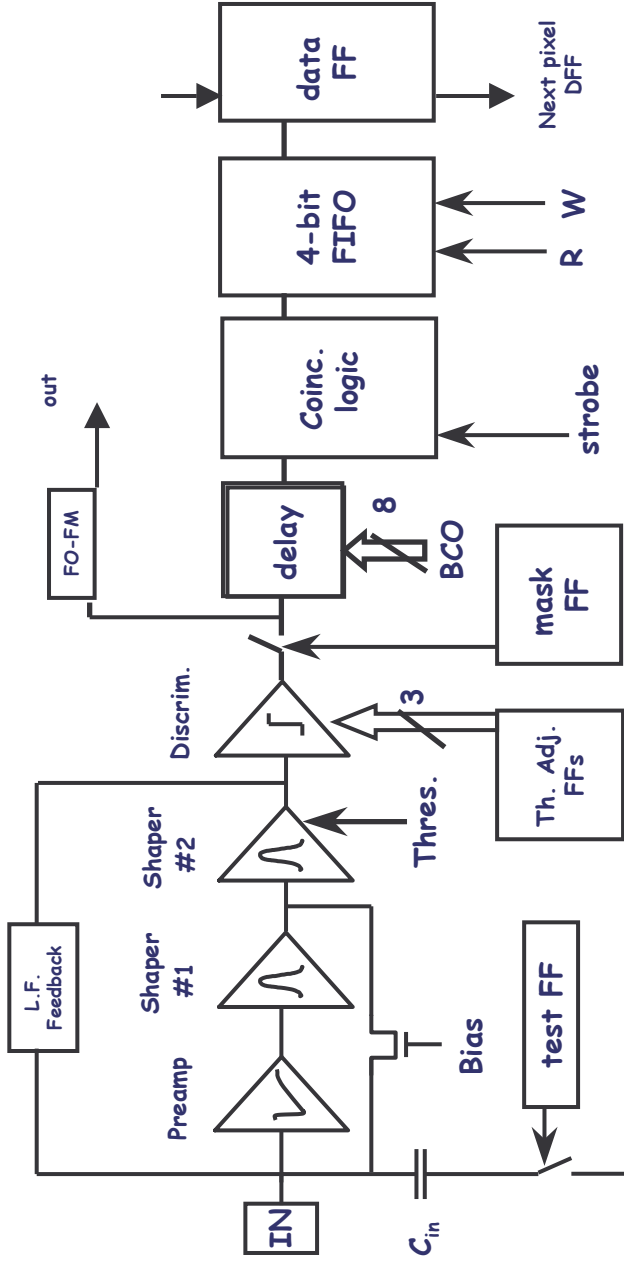 IN
Preamp
Shaper
#1
Shaper
#2
Discrim.
L.F.
Feedback
FO-FM
out
delay
Coinc.
logic
4-bit
FIFO
data
FF
Cin
Bias
Thres.
3
8
BCO
strobe
R
W
Next pixel
DFF
test FF
Th. Adj.
FFs
mask
FF